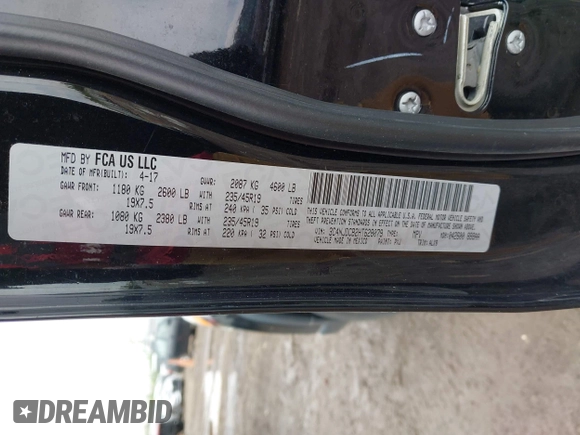 MFD BY FCA US LLC
DATE OF MFR(BUILT): 4-17 GVWR: 2087 KG 4600 LB
GAWR FRONT: 1180 KG 2600 LB TIRES 235/45R19
19X7.5 RIMS AT 240 KPA( 35 PSI)COLD
GAWR REAR: 1080 KG 2380 LB TIRES 235/45R19
19X7.5 RIMS AT 220 KPA( 32 PSI)COLD
THIS VEHICLE CONFORMS TO ALL APPLICABLE U.S.A. FEDERAL MOTOR VEHICLE SAFETY AND
THEFT PREVENTION STANDARDS IN EFFECT ON THE DATE OF MANUFACTURE SHOWN ABOVE.
VIN: TYPE: MPV
MADE IN MEXICO PAINT: TRIM:
DREAMBID